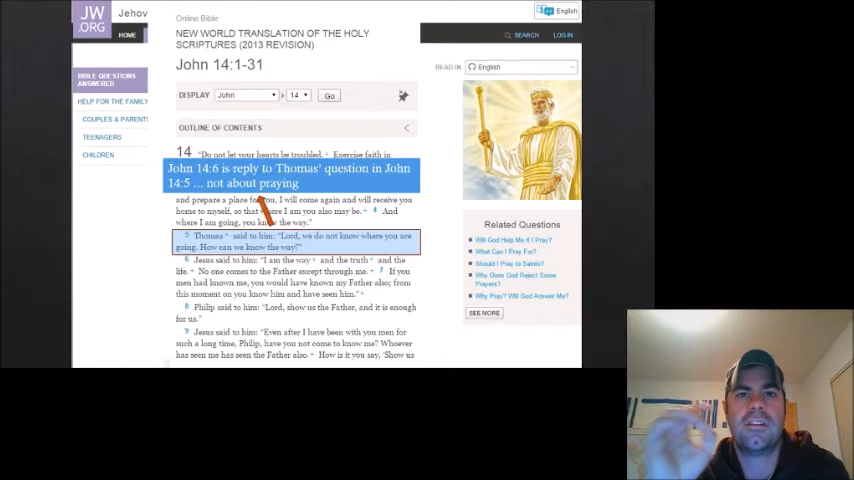 JW
.ORG
Jehov
HOME
BIBLE QUESTIONS
ANSWERED
HELP FOR THE FAMILY
COUPLES & PARENT
TEENAGERS
CHILDREN
Online Bible
NEW WORLD TRANSLATION OF THE HOLY
SCRIPTURES (2013 REVISION)
John 14:1-31
DISPLAY John 14 Go
OUTLINE OF CONTENTS
14 "Do not let your hearts be troubled. + Exercise faith in
John 14:6 is reply to Thomas' question in John
14:5 ... not about praying
and prepare a place for you, I will come again and will receive you
home to myself, so that where I am you also may be. + 4 And
where I am going, you know the way."
5 Thomas + said to him: "Lord, we do not know where you are
going. How can we know the way?"
6 Jesus said to him: "I am the way + and the truth + and the
life. + No one comes to the Father except through me. + 7 If you
men had known me, you would have known my Father also; from
this moment on you know him and have seen him." +
8 Philip said to him: "Lord, show us the Father, and it is enough
for us."
9 Jesus said to him: "Even after I have been with you men for
such a long time, Philip, have you not come to know me? Whoever
has seen me has seen the Father also. + How is it you say, 'Show us
English
SEARCH LOG IN
READ IN English
Related Questions
Will God Help Me If I Pray?
What Can I Pray For?
Should I Pray to Saints?
Why Does God Reject Some
Prayers?
Why Pray? Will God Answer Me?
SEE MORE